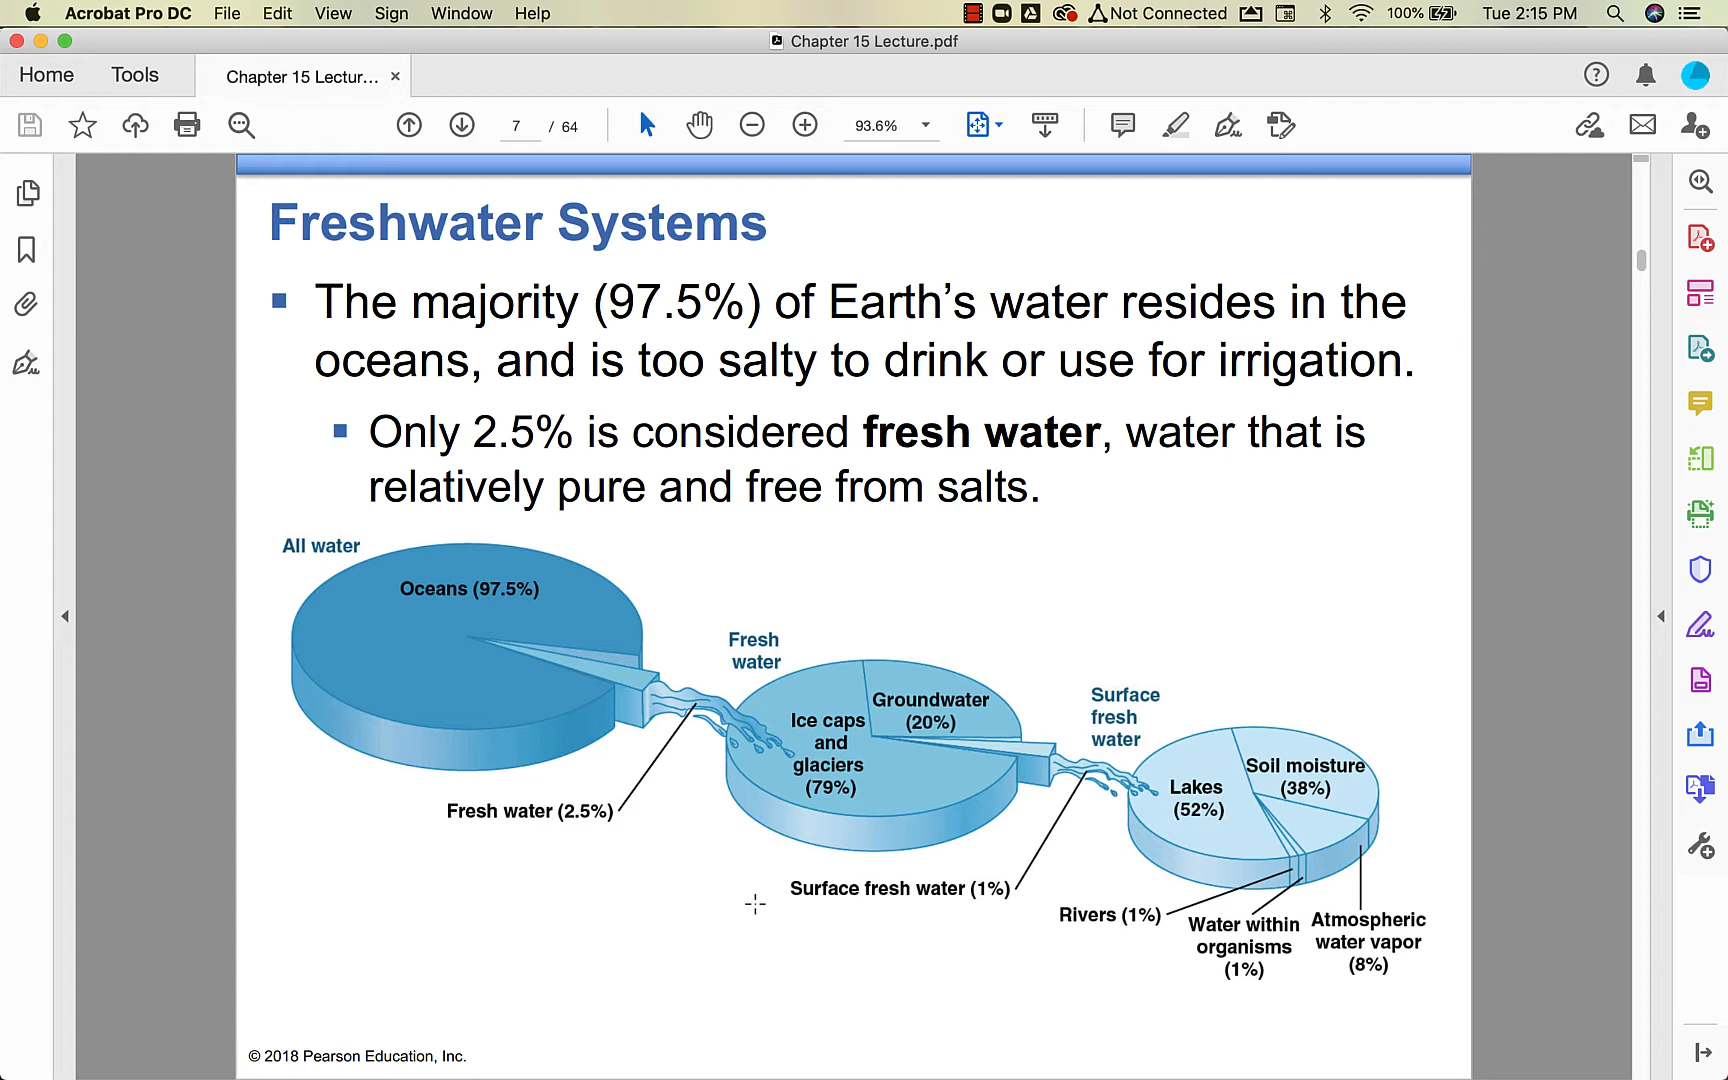 Acrobat Pro DC File Edit View Sign Window Help Not Connected 100% Tue 2:15 PM
Chapter 15 Lecture.pdf
Home Tools Chapter 15 Lectur... ×
7 / 64 93.6%
Freshwater Systems
The majority (97.5%) of Earth’s water resides in the
oceans, and is too salty to drink or use for irrigation.
Only 2.5% is considered fresh water, water that is
relatively pure and free from salts.
All water
Oceans (97.5%)
Fresh water (2.5%)
Fresh
water
Ice caps
and
glaciers
(79%)
Groundwater
(20%)
Surface fresh water (1%)
Surface
fresh
water
Lakes
(52%)
Soil moisture
(38%)
Rivers (1%)
Water within
organisms
(1%)
Atmospheric
water vapor
(8%)
© 2018 Pearson Education, Inc.